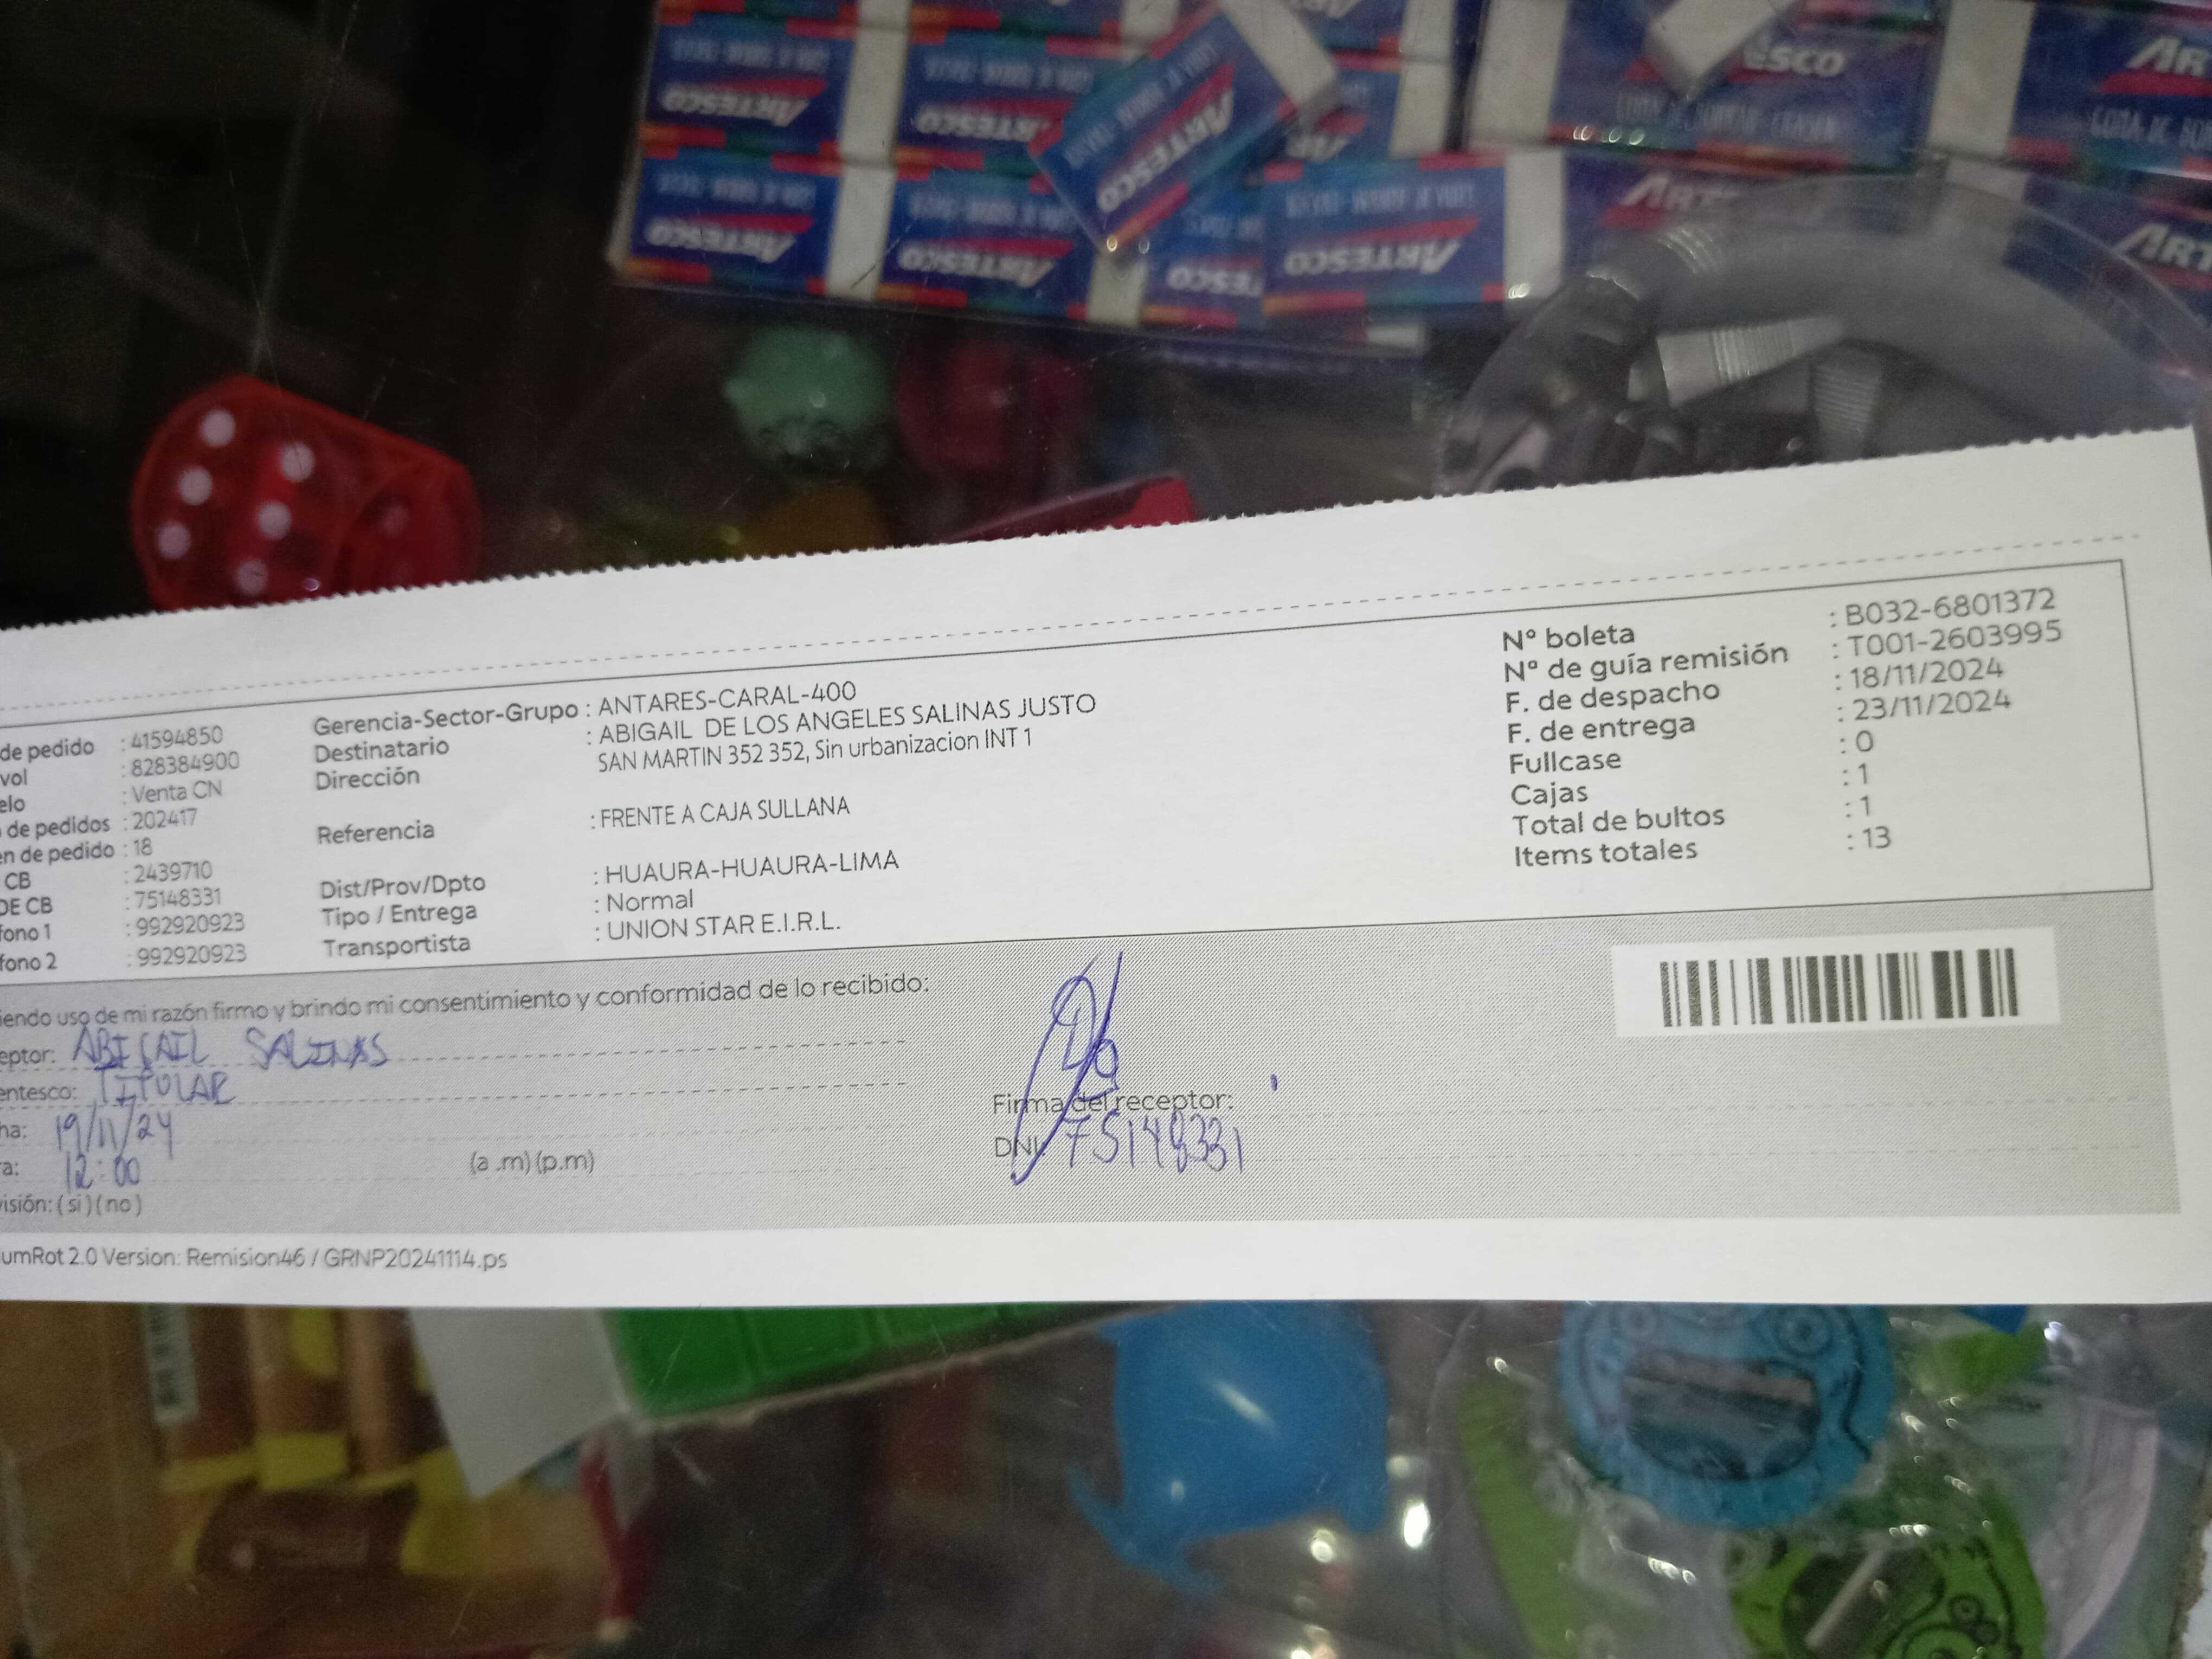 ARTESCO
ARTESCO
ARTESCO
ARTESCO
ARTESCO
ARTESCO
de pedido : 41594850
vol : 828384900
elo : Venta CN
de pedidos : 202417
n de pedido : 18
CB : 2439710
DE CB : 75148331
fono 1 : 992920923
fono 2 : 992920923
Gerencia-Sector-Grupo : ANTARES-CARAL-400
Destinatario : ABIGAIL DE LOS ANGELES SALINAS JUSTO
Dirección SAN MARTIN 352 352, Sin urbanizacion INT 1
Referencia : FRENTE A CAJA SULLANA
Dist/Prov/Dpto : HUAURA-HUAURA-LIMA
Tipo / Entrega : Normal
Transportista : UNION STAR E.I.R.L.
N° boleta : B032-6801372
N° de guía remisión : T001-2603995
F. de despacho : 18/11/2024
F. de entrega : 23/11/2024
Fullcase : 0
Cajas : 1
Total de bultos : 1
Items totales : 13
iendo uso de mi razón firmo y brindo mi consentimiento y conformidad de lo recibido:
eptor: ABIGAIL SALINAS
entesco: TITULAR
ha: 19/11/24
ra: 12:00 (a .m) (p.m)
visión: ( si ) ( no )
Firma del receptor:
DNI: 75148331
umRot 2.0 Version: Remision46 / GRNP20241114.ps